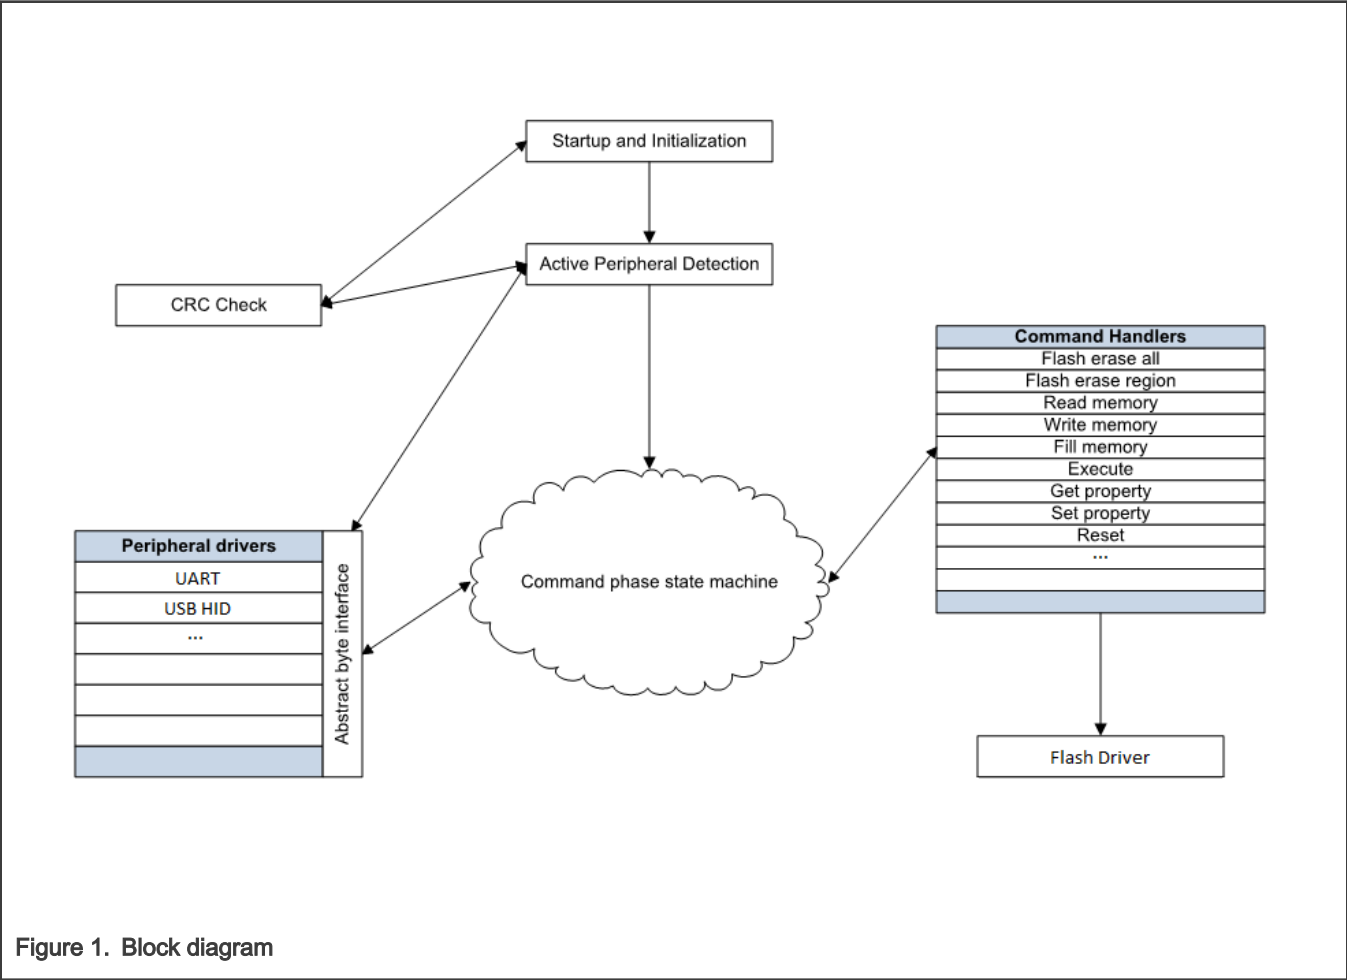 Startup and Initialization
Active Peripheral Detection
CRC Check
Command Handlers
Flash erase all
Flash erase region
Read memory
Write memory
Fill memory
Execute
Get property
Set property
Reset
...
Peripheral drivers
UART
USB HID
...
Abstract byte interface
Command phase state machine
Flash Driver
Figure 1. Block diagram